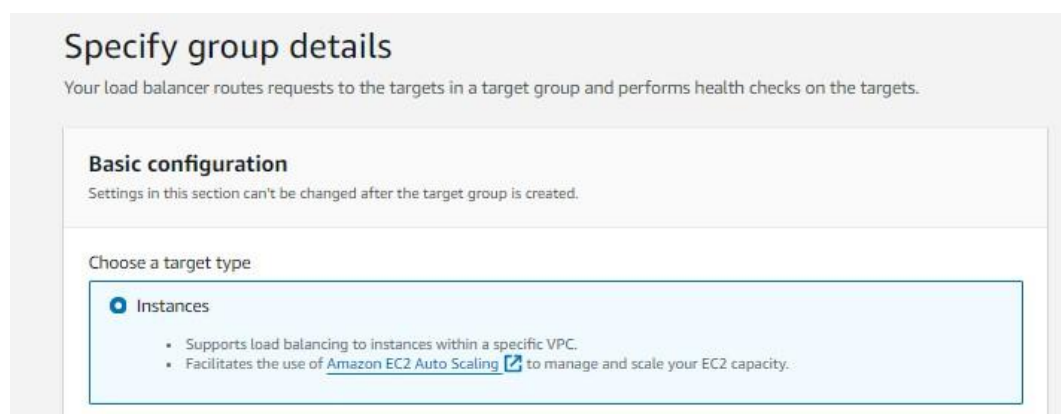 Specify group details
Your load balancer routes requests to the targets in a target group and performs health checks on the targets.
Basic configuration
Settings in this section can't be changed after the target group is created.
Choose a target type
Instances
• Supports load balancing to instances within a specific VPC.
• Facilitates the use of Amazon EC2 Auto Scaling to manage and scale your EC2 capacity.